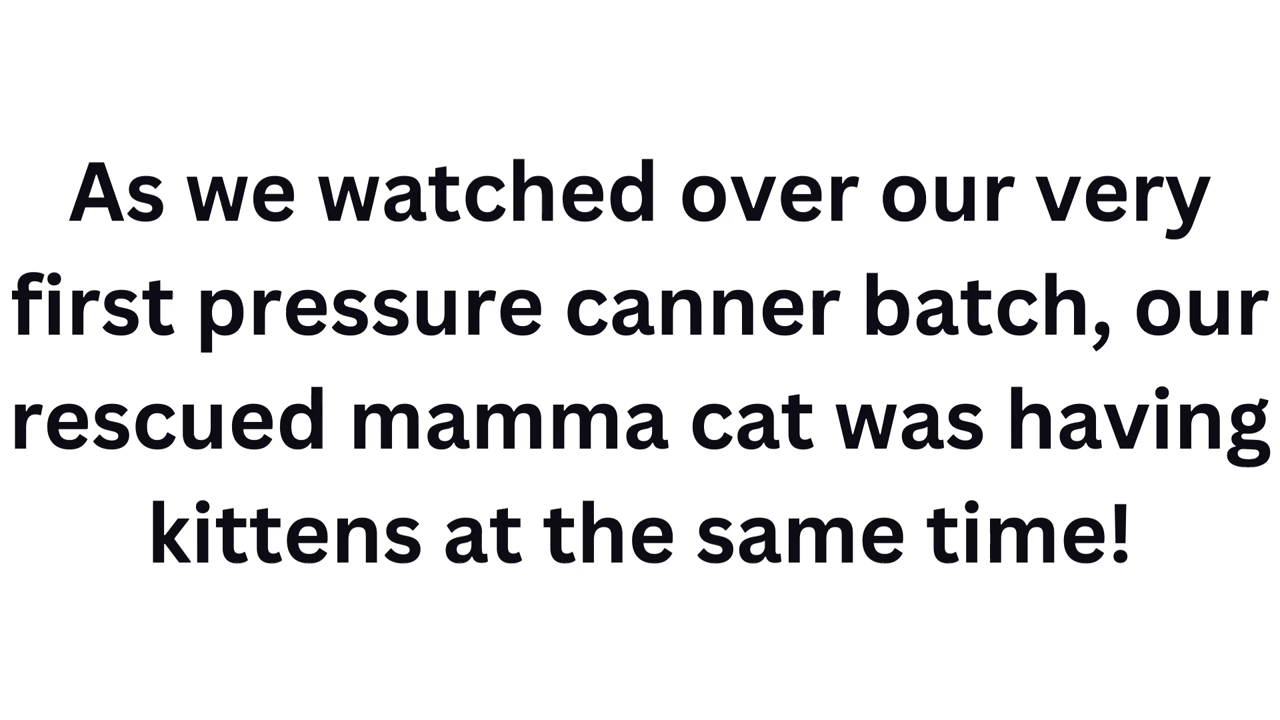 As we watched over our very
first pressure canner batch, our
rescued mamma cat was having
kittens at the same time!